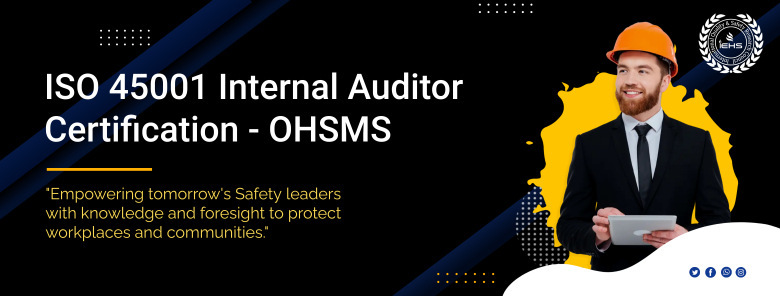 ISO 45001 Internal Auditor
Certification - OHSMS
"Empowering tomorrow's Safety leaders
with knowledge and foresight to protect
workplaces and communities."
IEHS